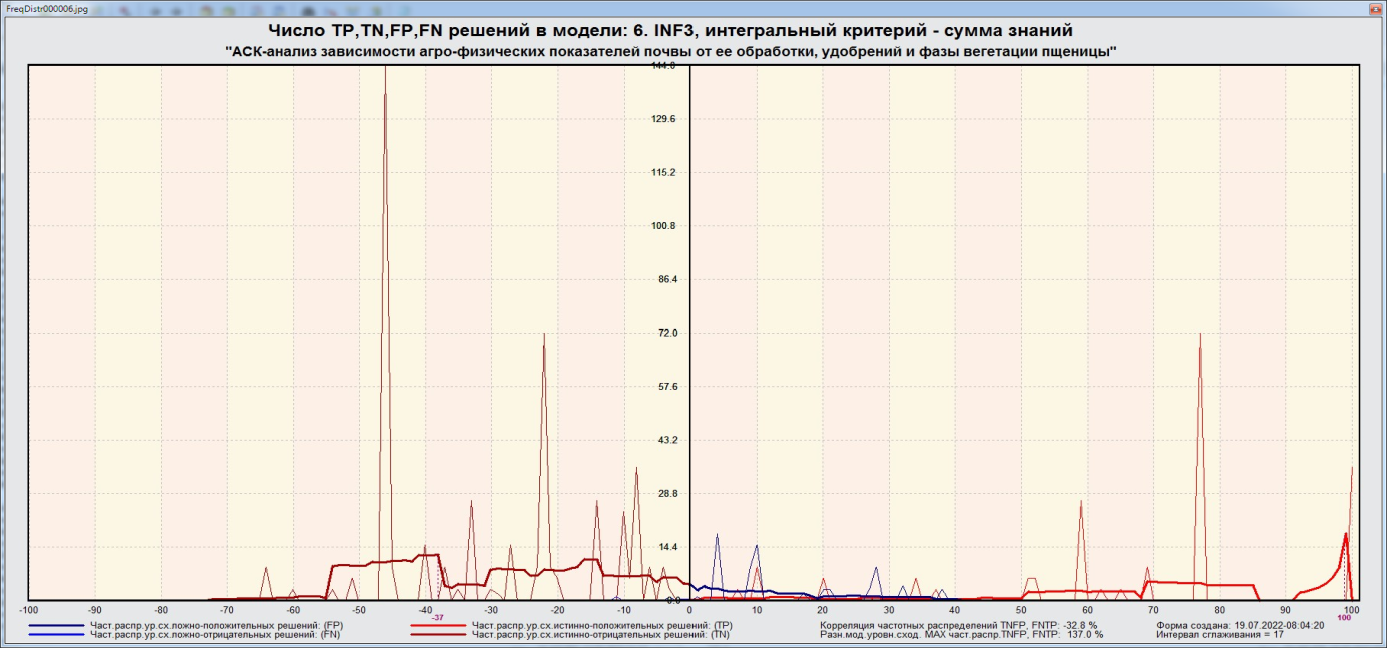 FreqDistr000006.jpg
Число TP,TN,FP,FN решений в модели: 6. INF3, интегральный критерий - сумма знаний
"АСК-анализ зависимости агро-физических показателей почвы от ее обработки, удобрений и фазы вегетации пщеницы"
144.0
129.6
115.2
100.8
86.4
72.0
57.6
43.2
28.8
14.4
0.0
-100 -90 -80 -70 -60 -50 -40 -30 -20 -10 0 10 20 30 40 50 60 70 80 90 100
-37 100
Част.распр.ур.сх.ложно-положительных решений: (FP) Част.распр.ур.сх.истинно-положительных решений: (TP) Корреляция частотных распределений TNFP, FNTP: -32.8 % Форма создана: 19.07.2022-08:04:20
Част.распр.ур.сх.ложно-отрицательных решений: (FN) Част.распр.ур.сх.истинно-отрицательных решений: (TN) Разн.мод.уровн.сход. MAX част.распр.TNFP, FNTP: 137.0 % Интервал сглаживания = 17